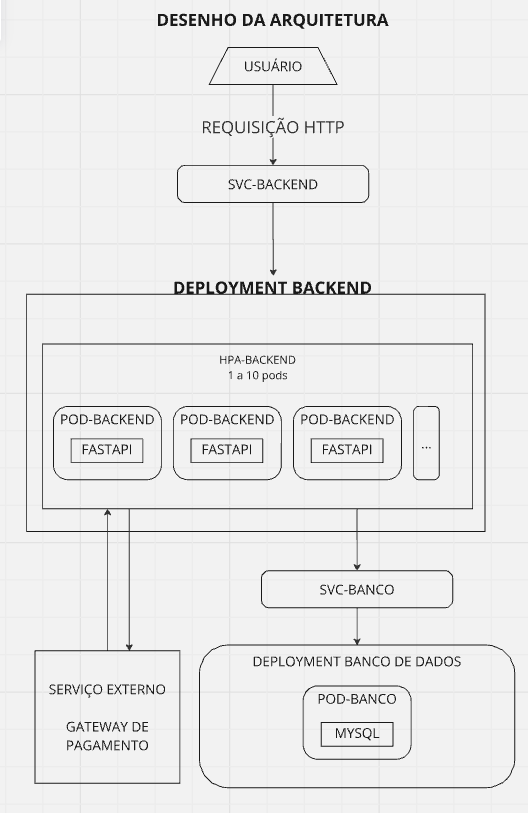 DESENHO DA ARQUITETURA
USUÁRIO
REQUISIÇÃO HTTP
SVC-BACKEND
DEPLOYMENT BACKEND
HPA-BACKEND
1 a 10 pods
POD-BACKEND
FASTAPI
POD-BACKEND
FASTAPI
POD-BACKEND
FASTAPI
...
SVC-BANCO
SERVIÇO EXTERNO
GATEWAY DE
PAGAMENTO
DEPLOYMENT BANCO DE DADOS
POD-BANCO
MYSQL